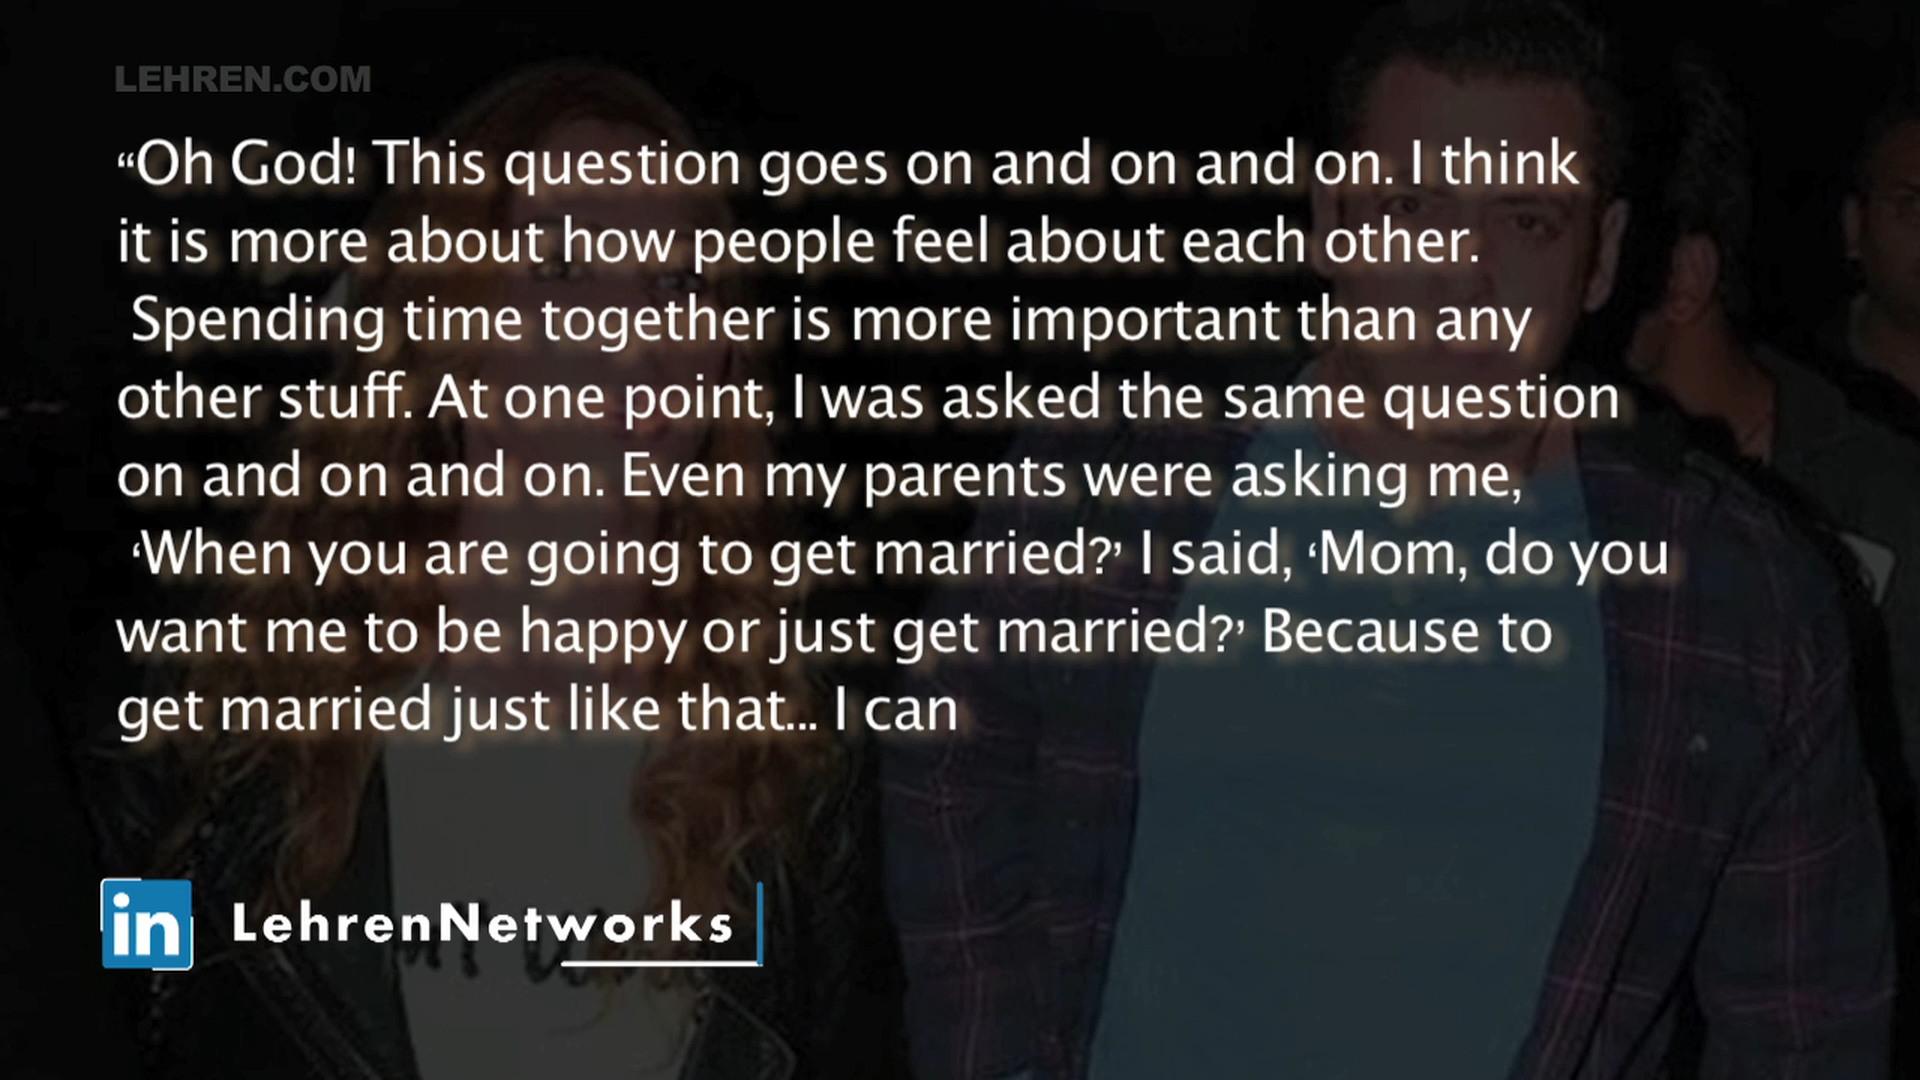 LEHREN.COM
“Oh God! This question goes on and on and on. I think
it is more about how people feel about each other.
Spending time together is more important than any
other stuff. At one point, I was asked the same question
on and on and on. Even my parents were asking me,
‘When you are going to get married?’ I said, ‘Mom, do you
want me to be happy or just get married?’ Because to
get married just like that... I can
in LehrenNetworks